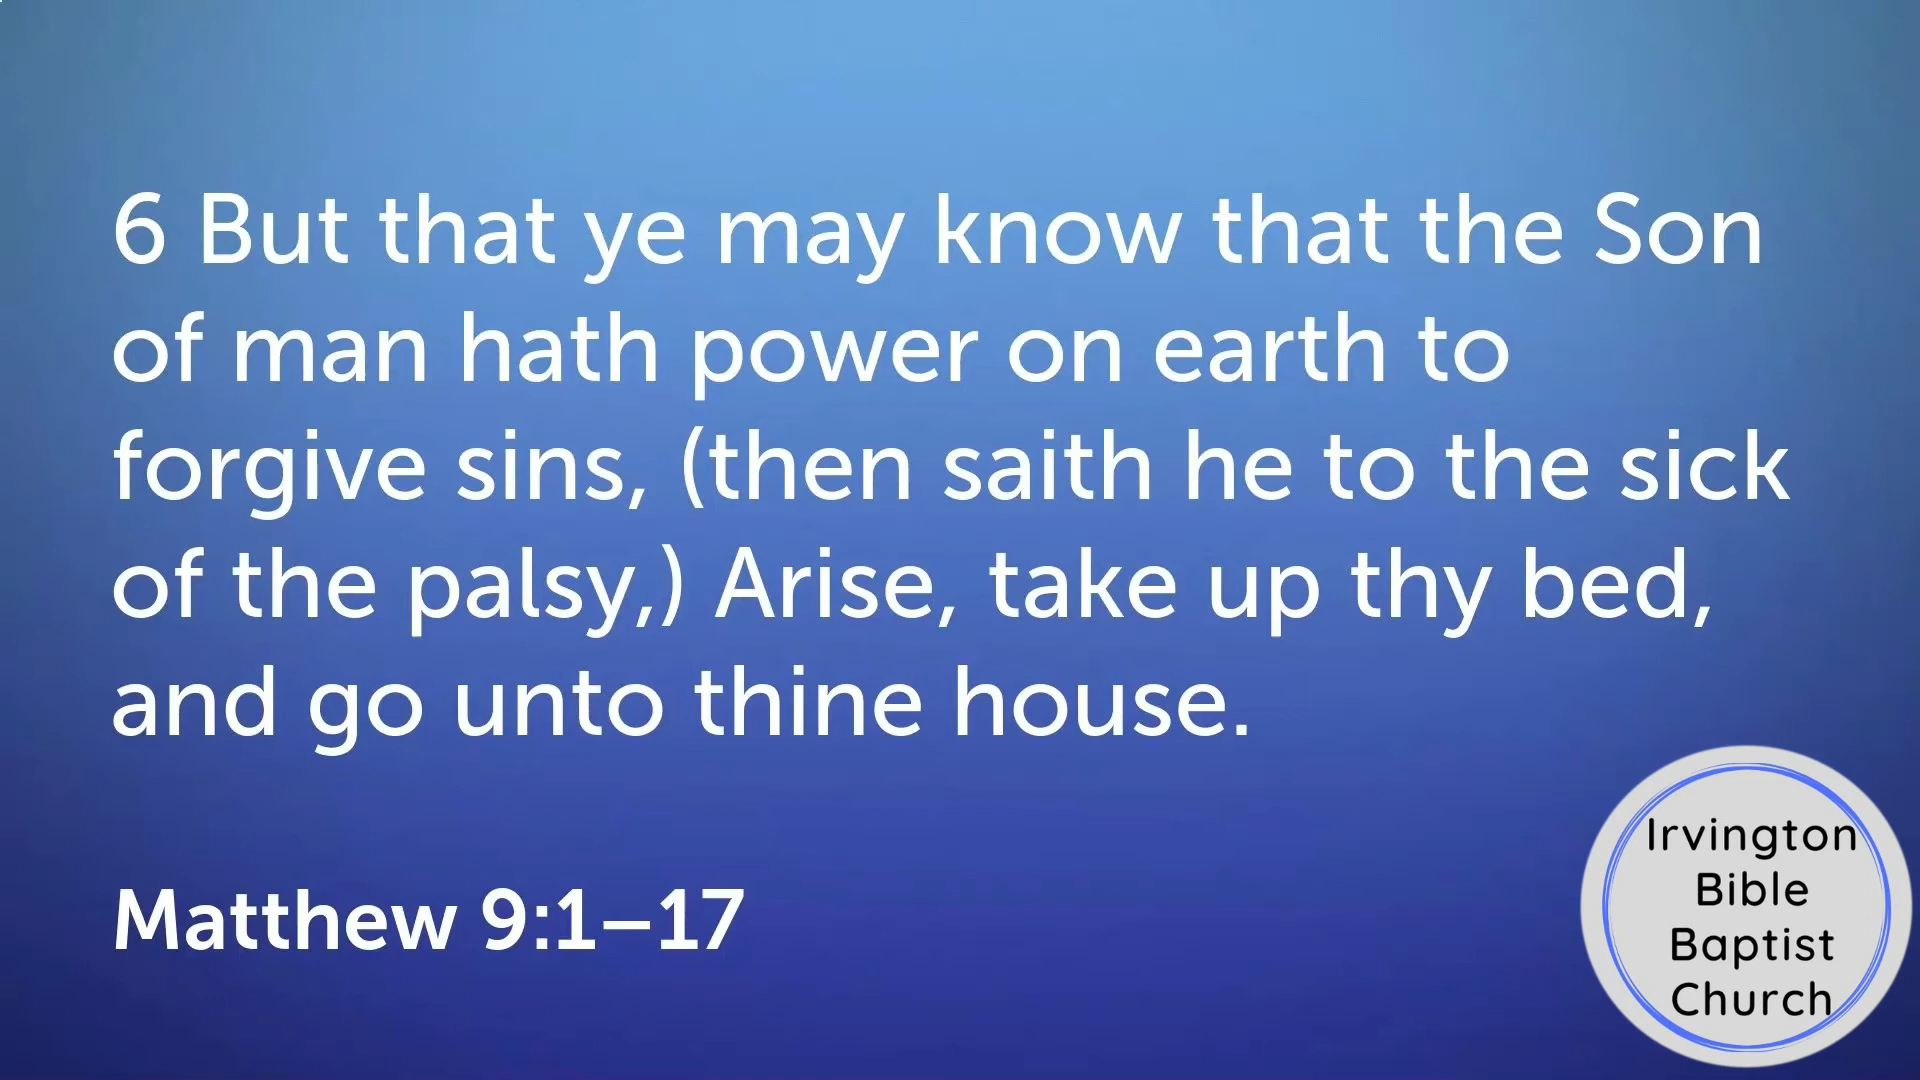 6 But that ye may know that the Son
of man hath power on earth to
forgive sins, (then saith he to the sick
of the palsy,) Arise, take up thy bed,
and go unto thine house.
Matthew 9:1–17
Irvington
Bible
Baptist
Church